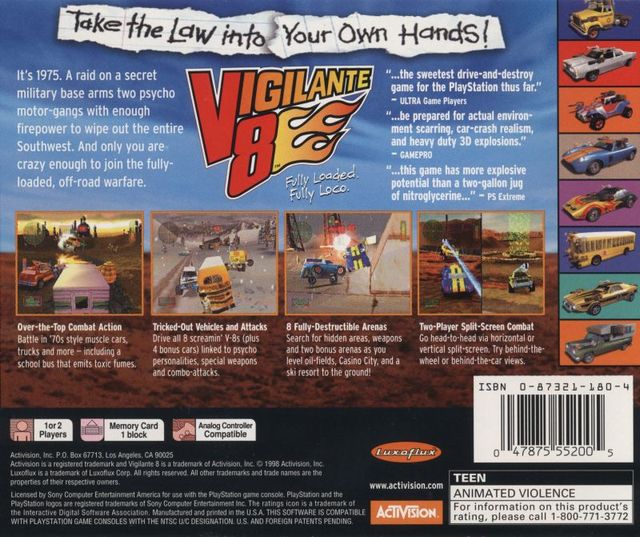 Take the Law into Your Own Hands!
It's 1975. A raid on a secret
military base arms two psycho
motor-gangs with enough
firepower to wipe out the entire
Southwest. And only you are
crazy enough to join the fully-
loaded, off-road warfare.
VIGILANTE
8
Fully Loaded.
Fully Loco.
"...the sweetest drive-and-destroy
game for the PlayStation thus far."
– ULTRA Game Players
"...be prepared for actual environ-
ment scarring, car-crash realism,
and heavy duty 3D explosions."
– GAMEPRO
"...this game has more explosive
potential than a two-gallon jug
of nitroglycerine..." – PS Extreme
Over-the-Top Combat Action
Battle in '70s style muscle cars,
trucks and more – including a
school bus that emits toxic fumes.
Tricked-Out Vehicles and Attacks
Drive all 8 screamin' V-8s (plus
4 bonus cars) linked to psycho
personalities, special weapons
and combo-attacks.
8 Fully-Destructible Arenas
Search for hidden areas, weapons
and two bonus arenas as you
level oil-fields, Casino City, and a
ski resort to the ground!
Two-Player Split-Screen Combat
Go head-to-head via horizontal or
vertical split-screen. Try behind-the-
wheel or behind-the-car views.
ISBN 0-87321-180-4
0 47875 55200 5
1 or 2
Players
Memory Card
1 block
Analog Controller
Compatible
Activision, Inc. P.O. Box 67713, Los Angeles, CA 90025
Activision is a registered trademark and Vigilante 8 is a trademark of Activision, Inc. © 1998 Activision, Inc.
Luxoflux is a trademark of Luxoflux Corp. All rights reserved. All other trademarks and trade names are the
properties of their respective owners.
Licensed by Sony Computer Entertainment America for use with the PlayStation game console. PlayStation and the
PlayStation logos are registered trademarks of Sony Computer Entertainment Inc. The ratings icon is a trademark of
the Interactive Digital Software Association. Manufactured and printed in the U.S.A. THIS SOFTWARE IS COMPATIBLE
WITH PLAYSTATION GAME CONSOLES WITH THE NTSC U/C DESIGNATION. U.S. AND FOREIGN PATENTS PENDING.
Luxoflux
www.activision.com
ACTIVISION.
TEEN
ANIMATED VIOLENCE
For information on this product's
rating, please call 1-800-771-3772